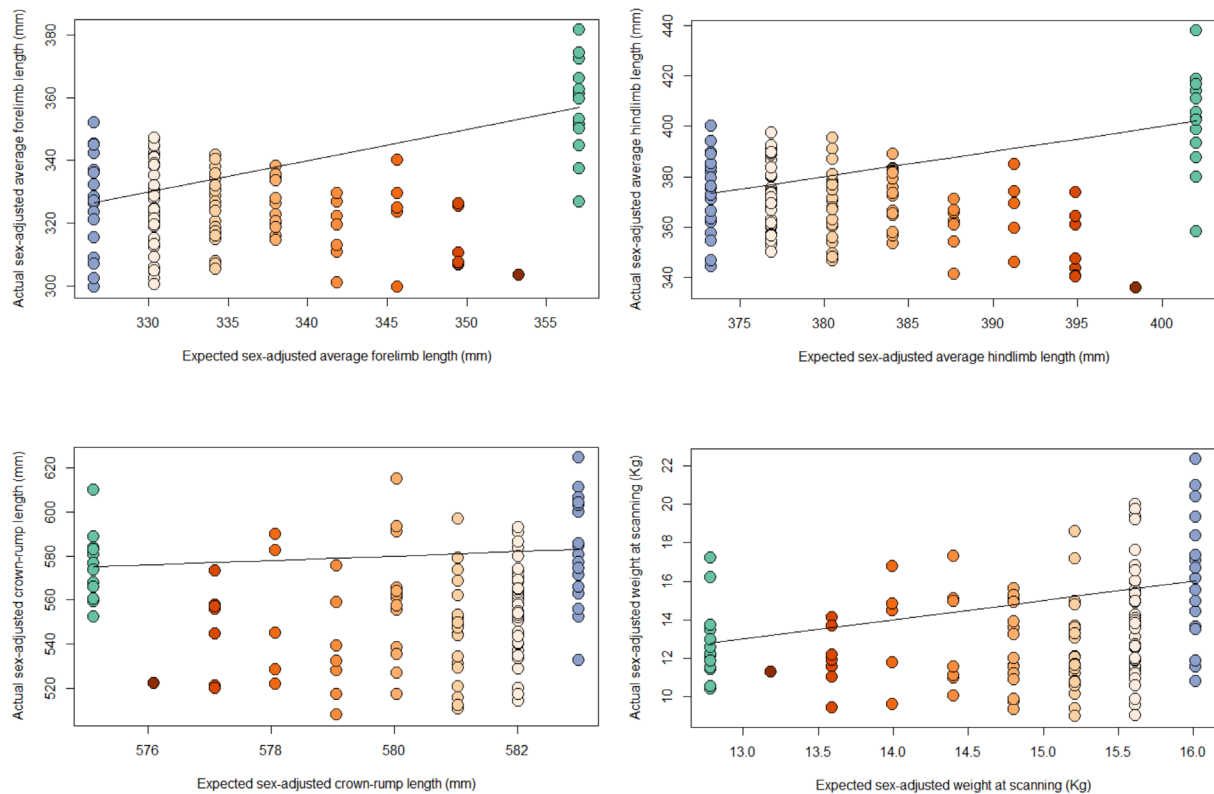 Actual sex-adjusted average forelimb length (mm)
380
360
340
320
300
330 335 340 345 350 355
Expected sex-adjusted average forelimb length (mm)
Actual sex-adjusted average hindlimb length (mm)
440
420
400
380
360
340
375 380 385 390 395 400
Expected sex-adjusted average hindlimb length (mm)
Actual sex-adjusted crown-rump length (mm)
620
600
580
560
540
520
576 578 580 582
Expected sex-adjusted crown-rump length (mm)
Actual sex-adjusted weight at scanning (Kg)
22
20
18
16
14
12
10
13.0 13.5 14.0 14.5 15.0 15.5 16.0
Expected sex-adjusted weight at scanning (Kg)